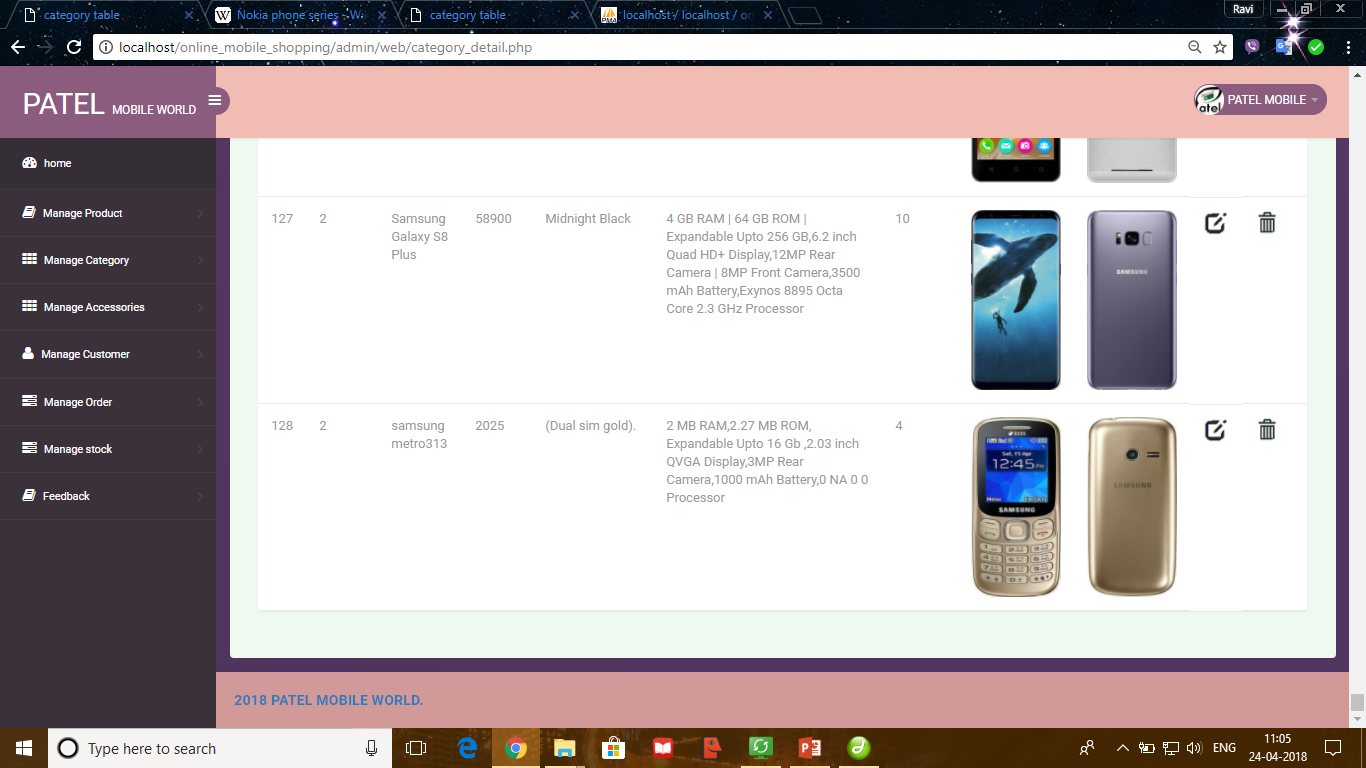 category table
Nokia phone series - Wi
category table
localhost / localhost / on
Ravi
localhost/online_mobile_shopping/admin/web/category_detail.php
PATEL MOBILE WORLD
PATEL MOBILE
home
Manage Product
Manage Category
Manage Accessories
Manage Customer
Manage Order
Manage stock
Feedback
127
2
Samsung
Galaxy S8
Plus
58900
Midnight Black
4 GB RAM | 64 GB ROM |
Expandable Upto 256 GB,6.2 inch
Quad HD+ Display,12MP Rear
Camera | 8MP Front Camera,3500
mAh Battery,Exynos 8895 Octa
Core 2.3 GHz Processor
10
SAMSUNG
128
2
samsung
metro313
2025
(Dual sim gold).
2 MB RAM,2.27 MB ROM,
Expandable Upto 16 Gb ,2.03 inch
QVGA Display,3MP Rear
Camera,1000 mAh Battery,0 NA 0 0
Processor
4
Sat, 15 Apr
12:45
Menu
SAMSUNG
SAMSUNG
2018 PATEL MOBILE WORLD.
Type here to search
ENG
11:05
24-04-2018